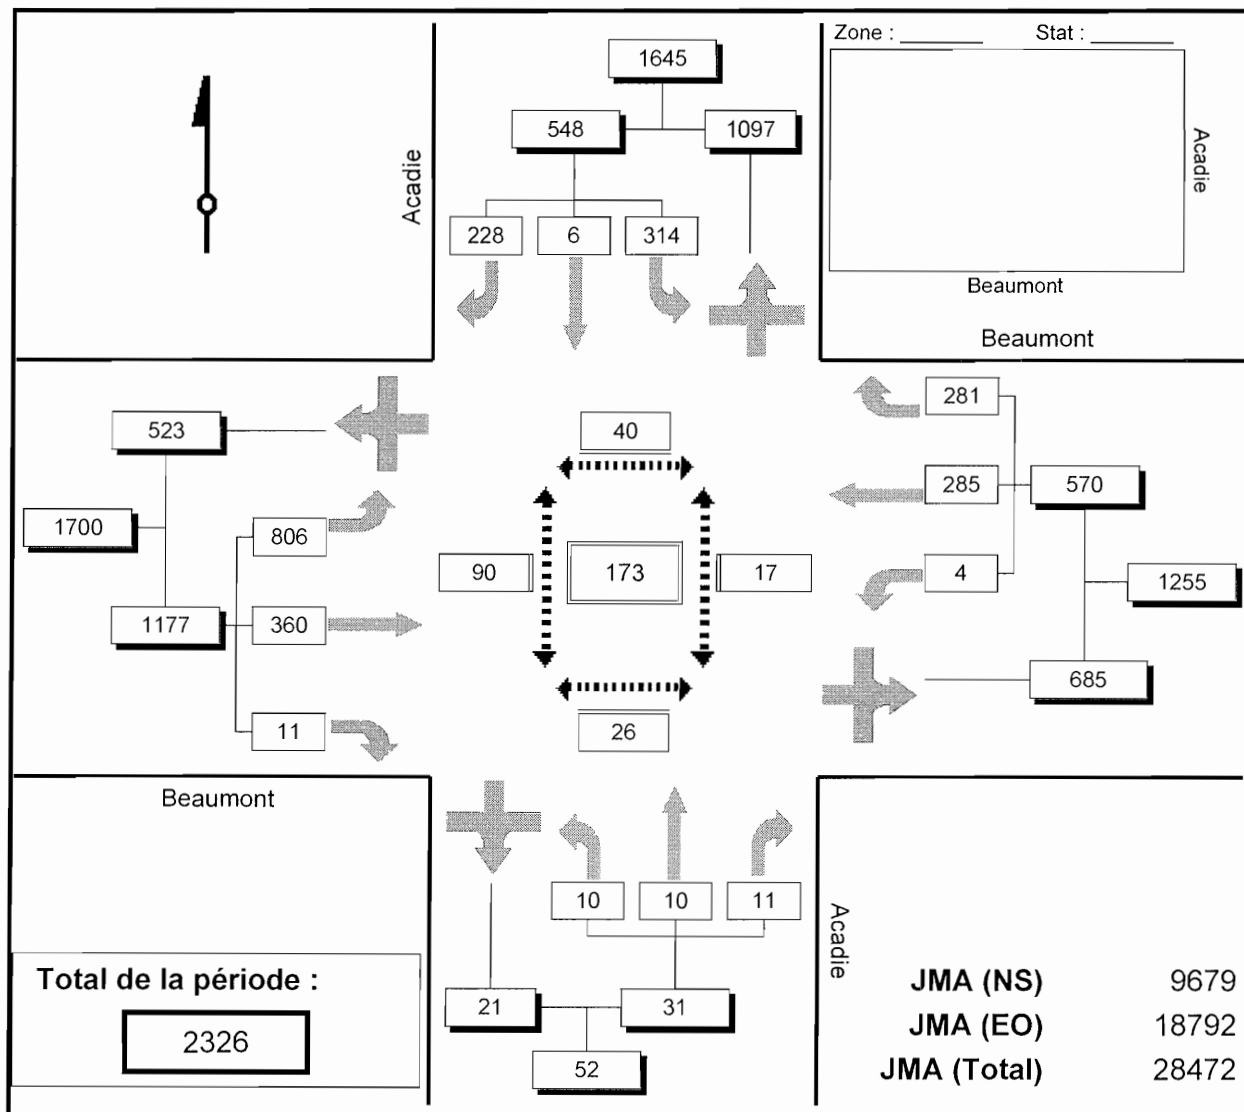 Zone : ________ Stat : ________
1645
548 1097
Acadie
Acadie
228 6 314
Beaumont
Beaumont
281
523 40
285 570
1700 806
90 173 17
4 1255
1177 360
685
11 26
Beaumont
10 10 11
Acadie
Total de la période :
2326
21 31
52
JMA (NS) 9679
JMA (EO) 18792
JMA (Total) 28472